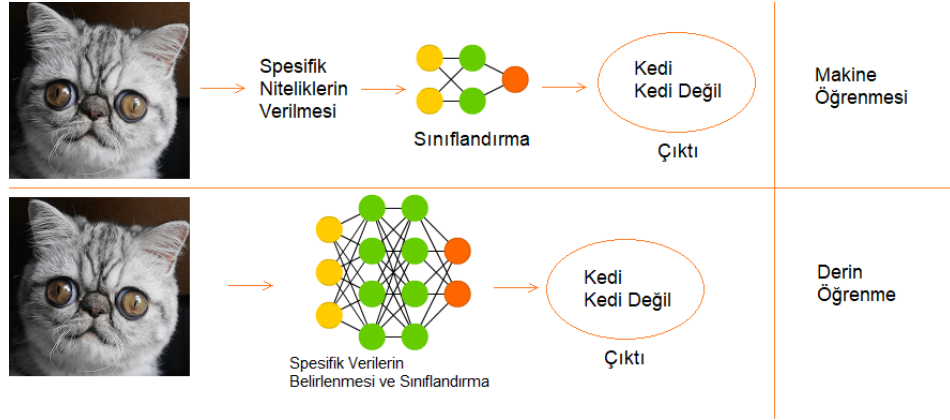 Spesifik
Niteliklerin
Verilmesi
Sınıflandırma
Kedi
Kedi Değil
Çıktı
Makine
Öğrenmesi
Spesifik Verilerin
Belirlenmesi ve Sınıflandırma
Kedi
Kedi Değil
Çıktı
Derin
Öğrenme